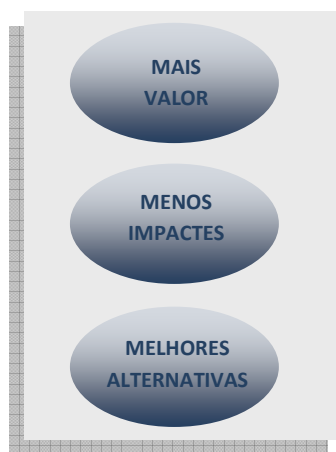 MAIS
VALOR
MENOS
IMPACTES
MELHORES
ALTERNATIVAS